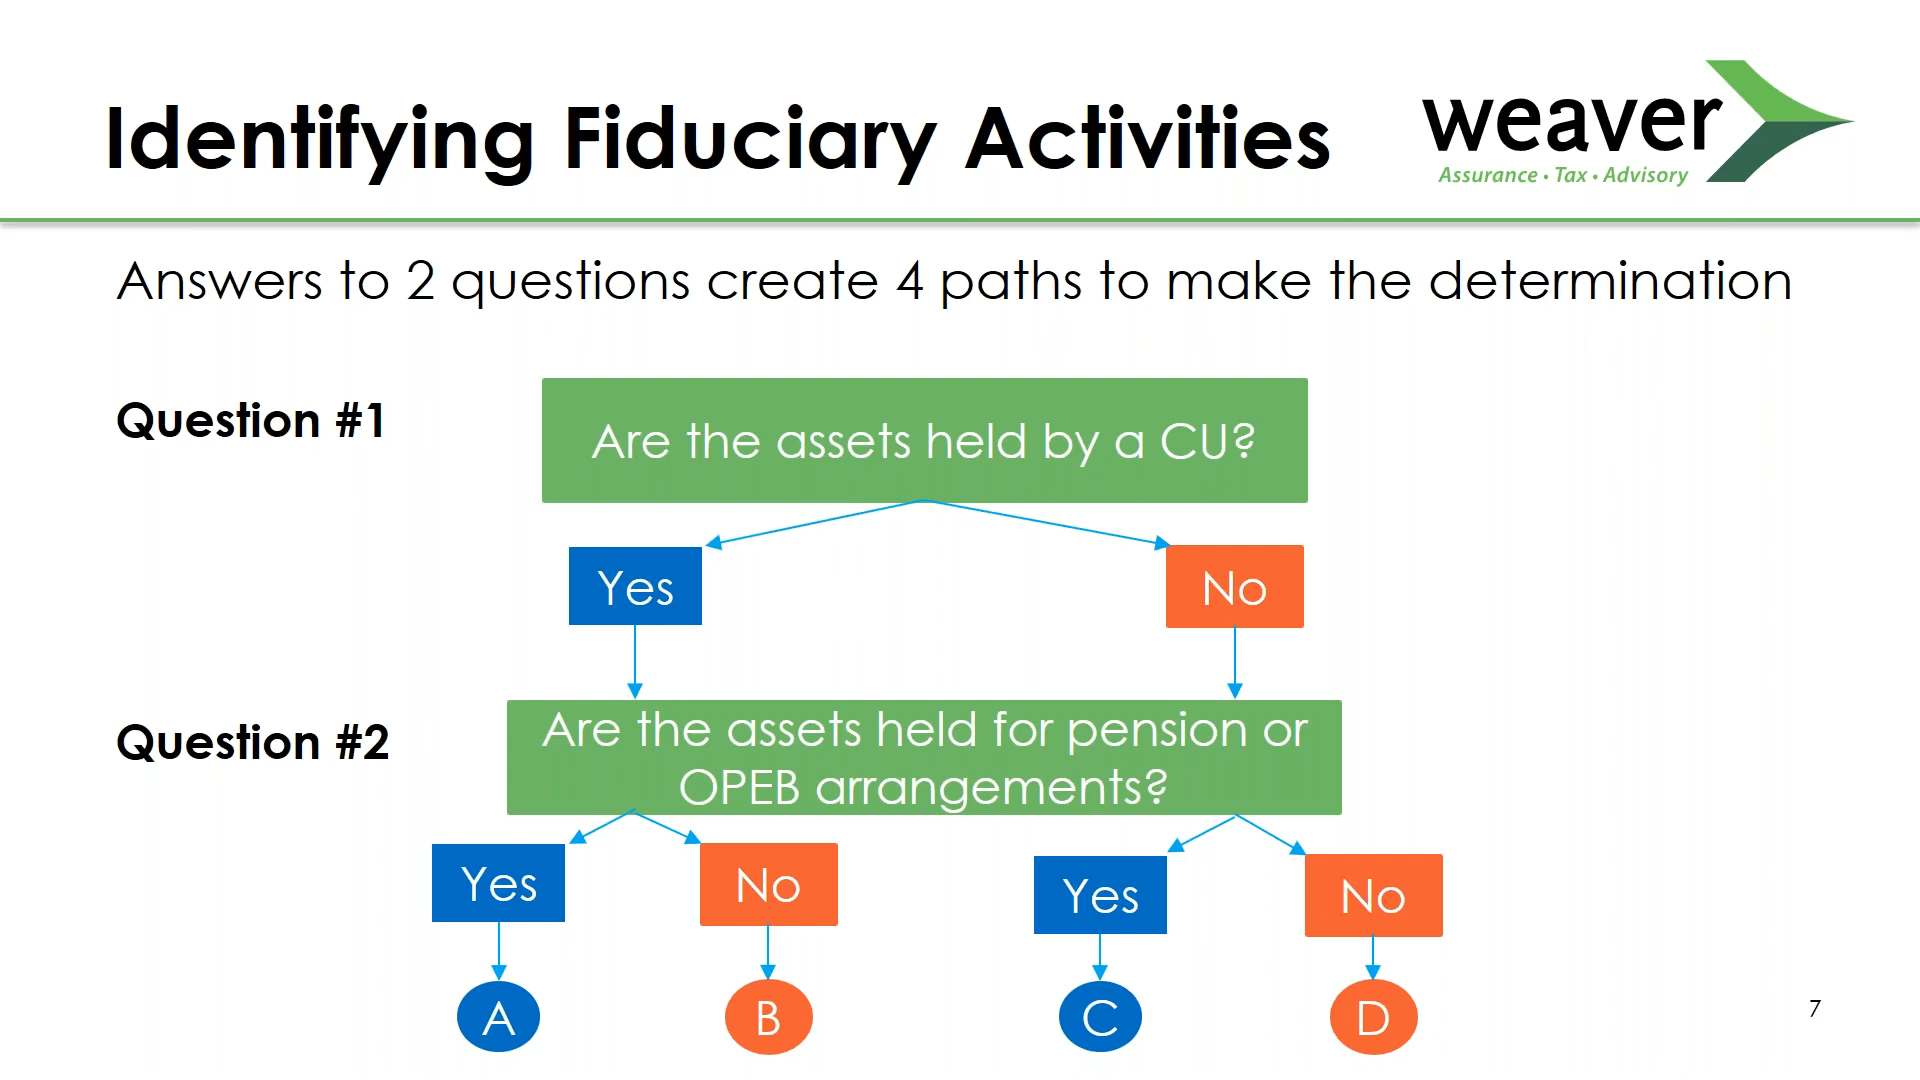 Identifying Fiduciary Activities
weaver
Assurance • Tax • Advisory
Answers to 2 questions create 4 paths to make the determination
Question #1
Are the assets held by a CU?
Yes
No
Question #2
Are the assets held for pension or
OPEB arrangements?
Yes
No
Yes
No
A
B
C
D
7